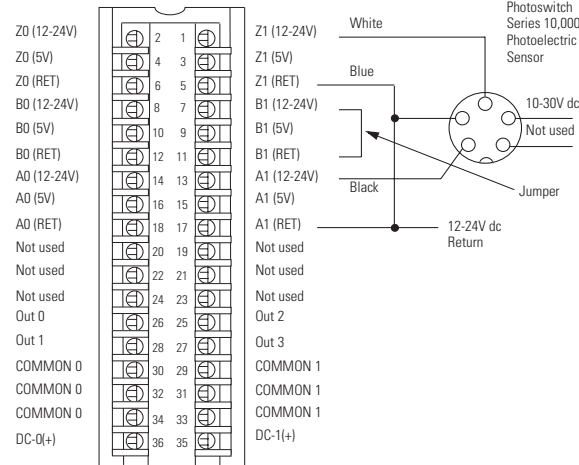 Photoswitch
Series 10,000
Photoelectric
Sensor
Z0 (12-24V) 2 1 Z1 (12-24V) White
Z0 (5V) 4 3 Z1 (5V)
Z0 (RET) 6 5 Z1 (RET) Blue
B0 (12-24V) 8 7 B1 (12-24V) 10-30V dc
B0 (5V) 10 9 B1 (5V) Not used
B0 (RET) 12 11 B1 (RET)
A0 (12-24V) 14 13 A1 (12-24V) Black Jumper
A0 (5V) 16 15 A1 (5V)
A0 (RET) 18 17 A1 (RET) 12-24V dc
Return
Not used 20 19 Not used
Not used 22 21 Not used
Not used 24 23 Not used
Out 0 26 25 Out 2
Out 1 28 27 Out 3
COMMON 0 30 29 COMMON 1
COMMON 0 32 31 COMMON 1
COMMON 0 34 33 COMMON 1
DC-0(+) 36 35 DC-1(+)